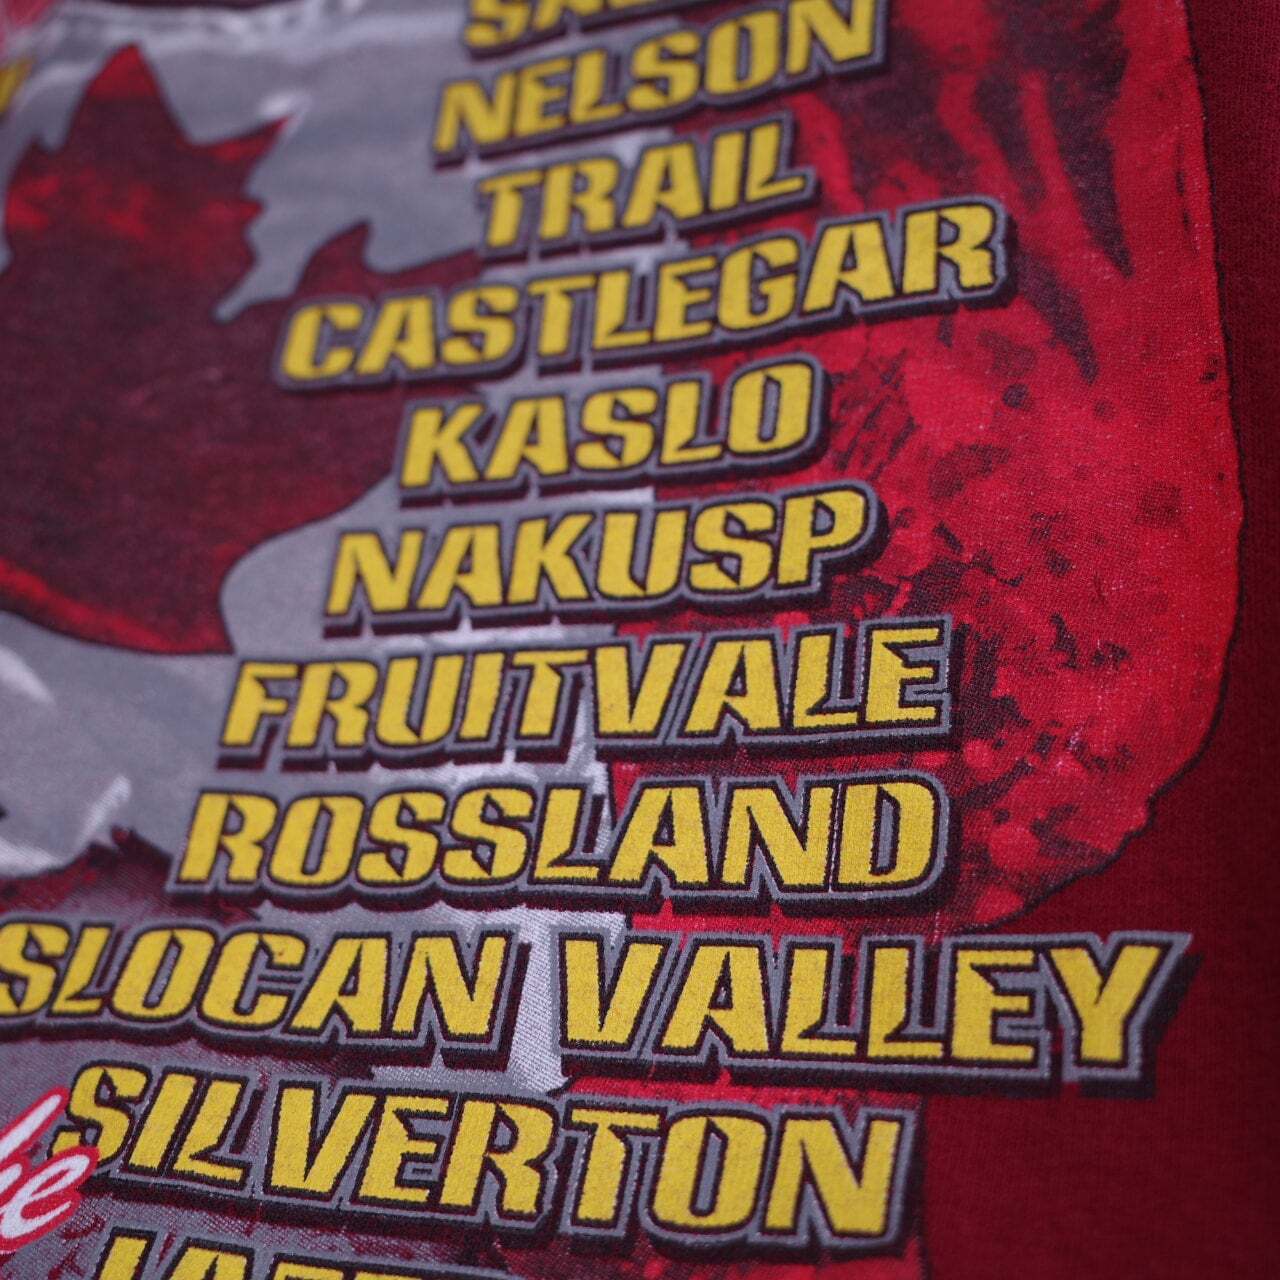 NELSON
TRAIL
CASTLEGAR
KASLO
NAKUSP
FRUITVALE
ROSSLAND
SLOCAN VALLEY
SILVERTON